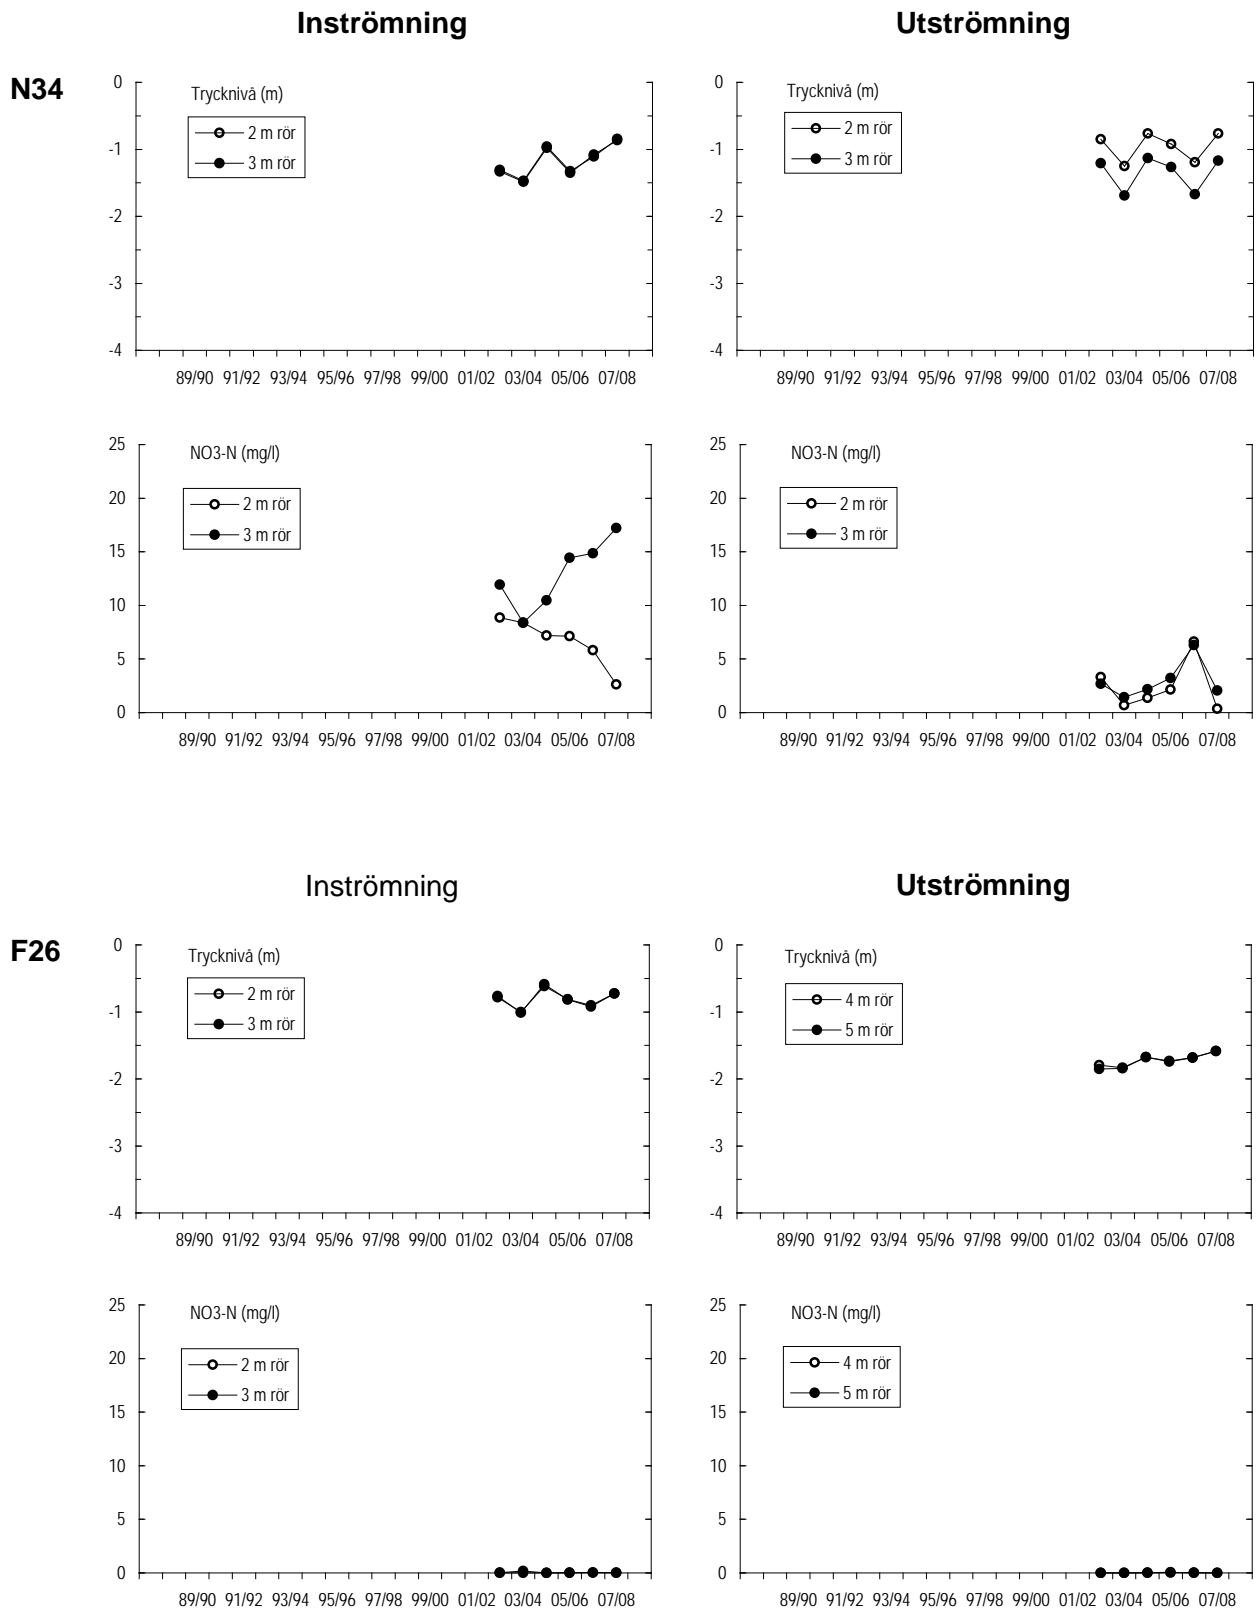 Inströmning Utströmning
N34
0 Trycknivå (m) 0 Trycknivå (m)
2 m rör 2 m rör
-1 3 m rör -1 3 m rör
-2 -2
-3 -3
-4 -4
89/90 91/92 93/94 95/96 97/98 99/00 01/02 03/04 05/06 07/08 89/90 91/92 93/94 95/96 97/98 99/00 01/02 03/04 05/06 07/08
25 NO3-N (mg/l) 25 NO3-N (mg/l)
20 2 m rör 20 2 m rör
3 m rör 3 m rör
15 15
10 10
5 5
0 0
89/90 91/92 93/94 95/96 97/98 99/00 01/02 03/04 05/06 07/08 89/90 91/92 93/94 95/96 97/98 99/00 01/02 03/04 05/06 07/08
Inströmning Utströmning
F26
0 Trycknivå (m) 0 Trycknivå (m)
2 m rör 4 m rör
-1 3 m rör -1 5 m rör
-2 -2
-3 -3
-4 -4
89/90 91/92 93/94 95/96 97/98 99/00 01/02 03/04 05/06 07/08 89/90 91/92 93/94 95/96 97/98 99/00 01/02 03/04 05/06 07/08
25 NO3-N (mg/l) 25 NO3-N (mg/l)
20 2 m rör 20 4 m rör
3 m rör 5 m rör
15 15
10 10
5 5
0 0
89/90 91/92 93/94 95/96 97/98 99/00 01/02 03/04 05/06 07/08 89/90 91/92 93/94 95/96 97/98 99/00 01/02 03/04 05/06 07/08